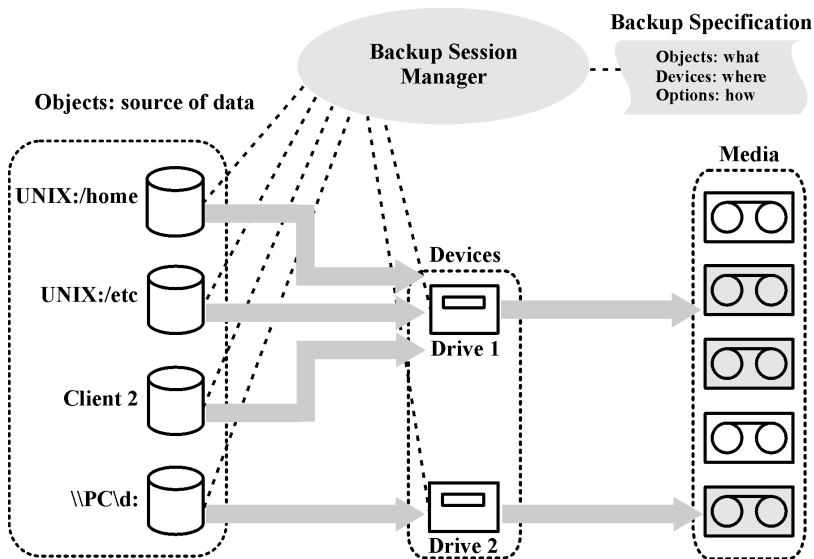 Backup Session
Manager
Backup Specification
Objects: what
Devices: where
Options: how
Objects: source of data
Media
UNIX:/home
Devices
UNIX:/etc
Drive 1
Client 2
\\PC\d:
Drive 2